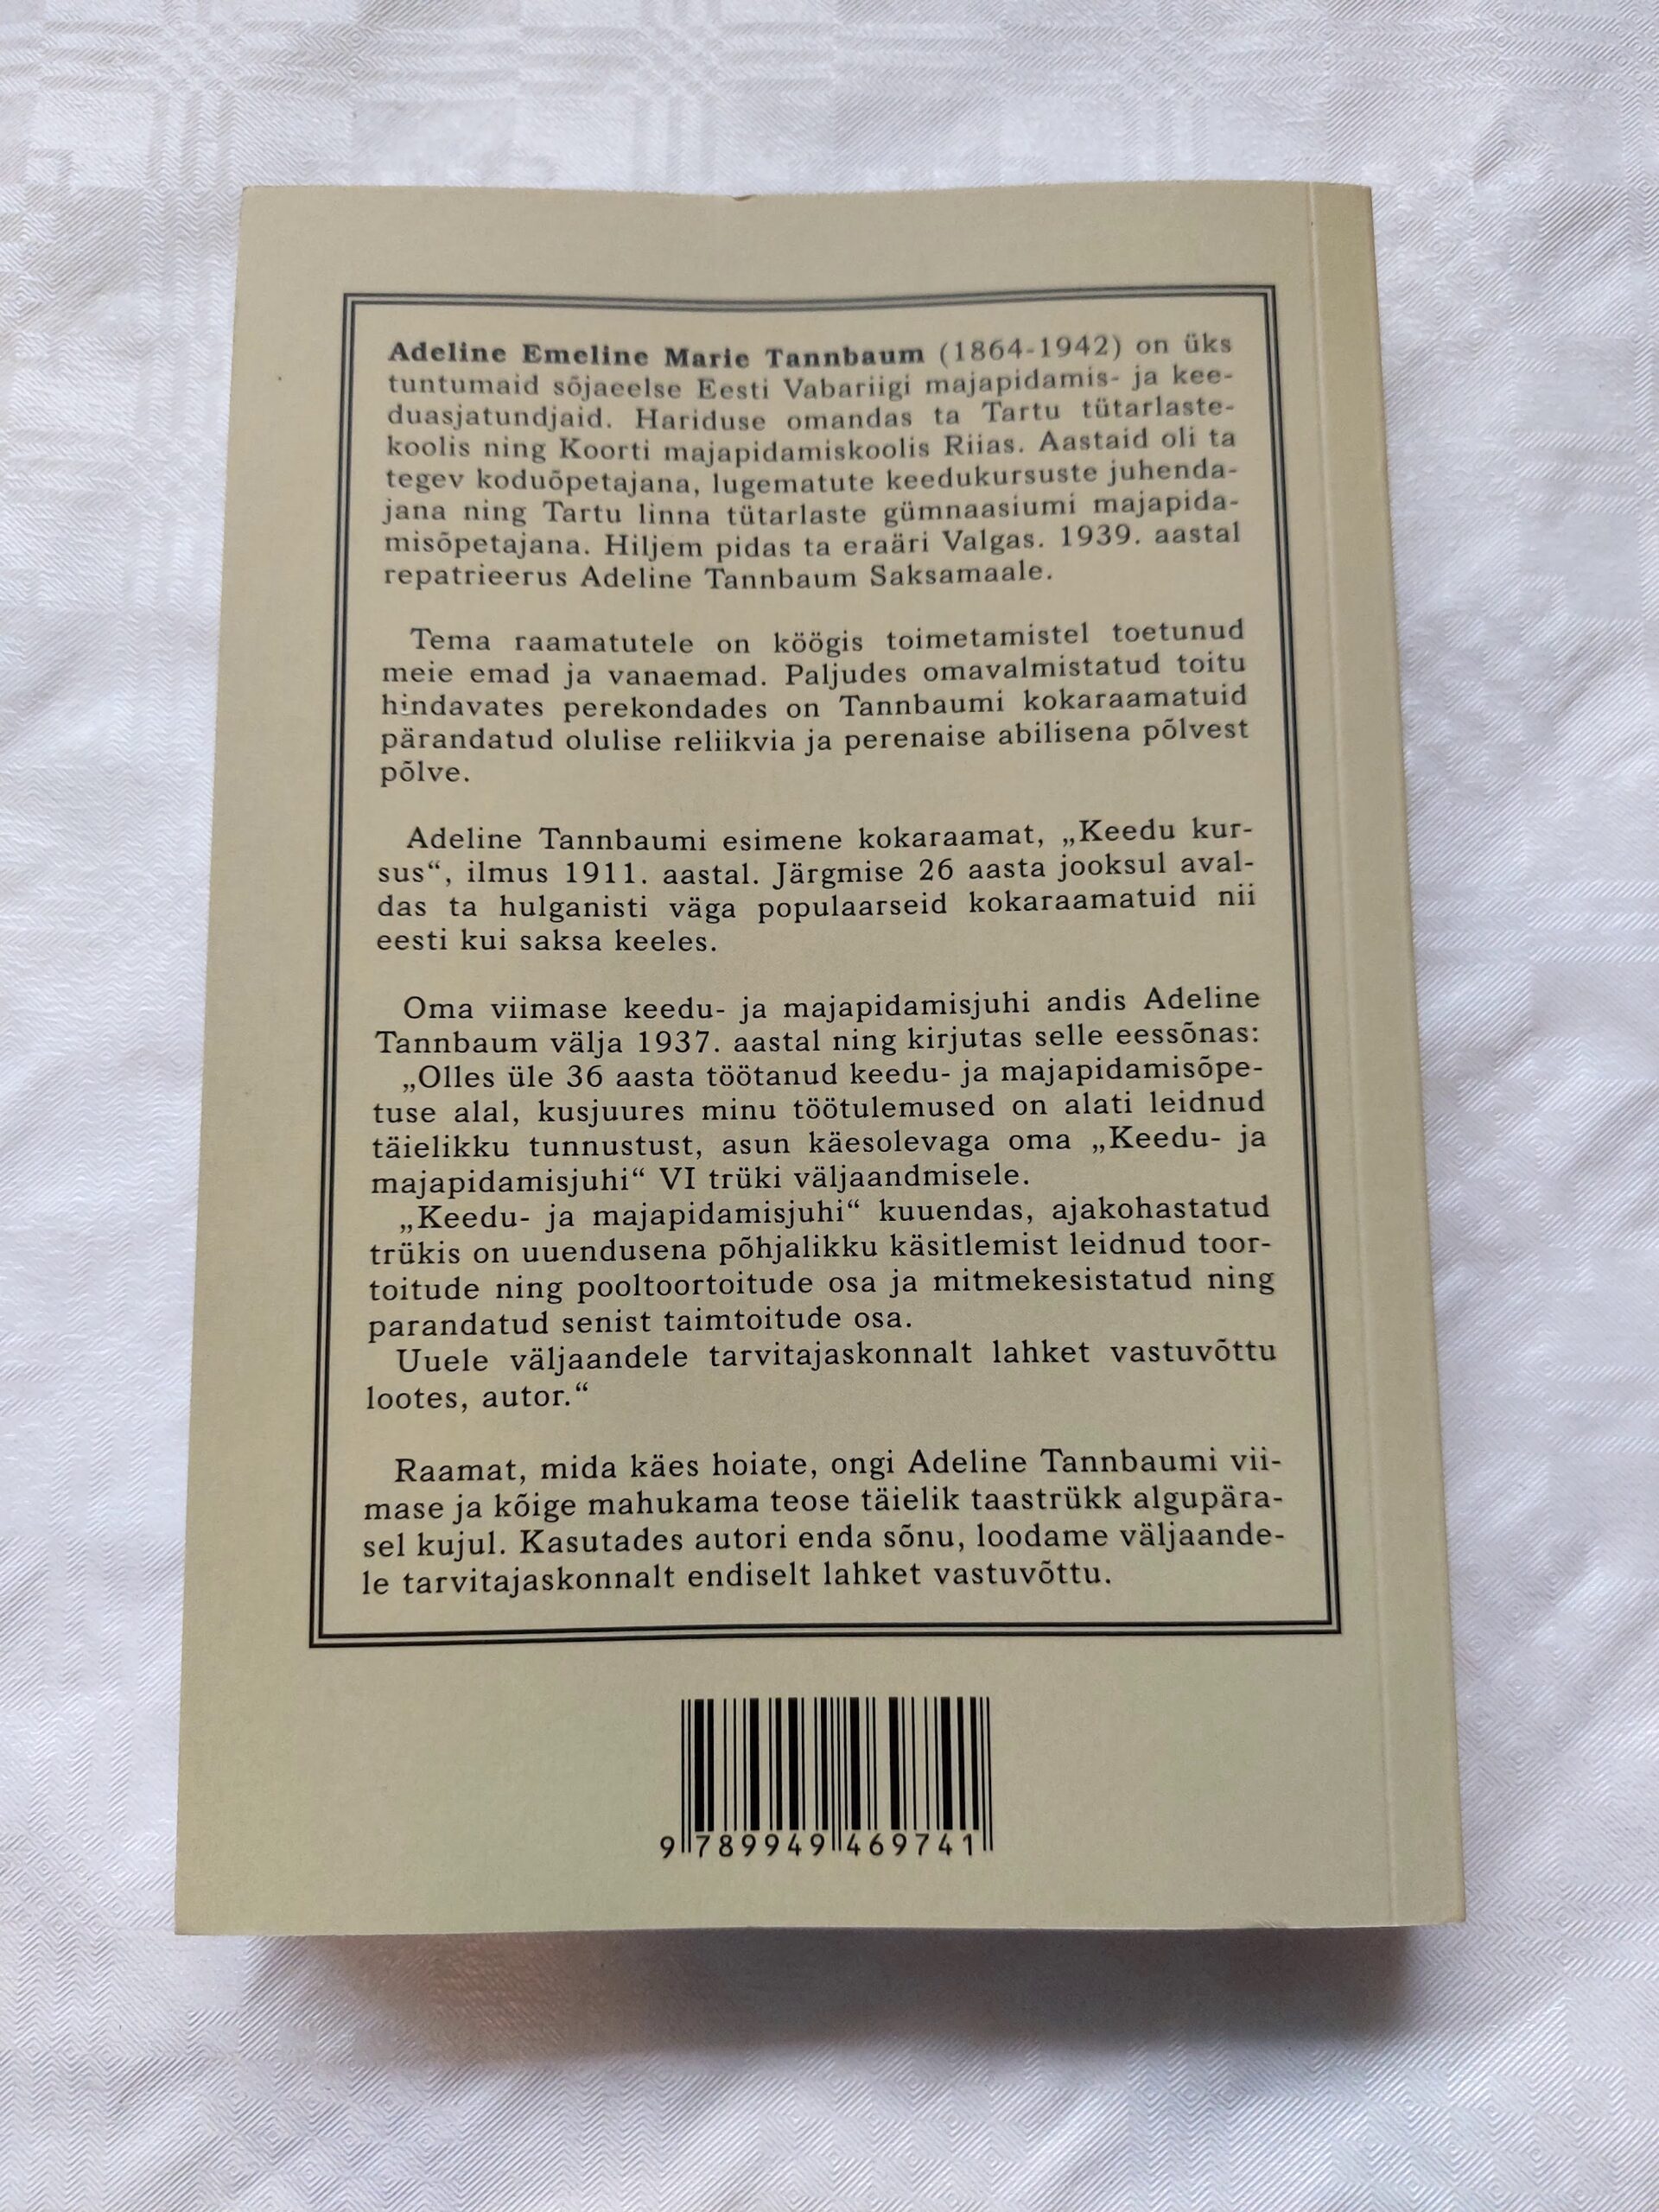 Adeline Emeline Marie Tannbaum (1864-1942) on üks
tuntumaid sõjaeelse Eesti Vabariigi majapidamis- ja kee-
duasjatundjaid. Hariduse omandas ta Tartu tütarlaste-
koolis ning Koorti majapidamiskoolis Riias. Aastaid oli ta
tegev koduõpetajana, lugematute keedukursuste juhenda-
jana ning Tartu linna tütarlaste gümnaasiumi majapida-
misõpetajana. Hiljem pidas ta eraäri Valgas. 1939. aastal
repatrieerus Adeline Tannbaum Saksamaale.
Tema raamatutele on köögis toimetamistel toetunud
meie emad ja vanaemad. Paljudes omavalmistatud toitu
hindavates perekondades on Tannbaumi kokaraamatuid
pärandatud olulise reliikvia ja perenaise abilisena põlvest
põlve.
Adeline Tannbaumi esimene kokaraamat, „Keedu kur-
sus“, ilmus 1911. aastal. Järgmise 26 aasta jooksul aval-
das ta hulganisti väga populaarseid kokaraamatuid nii
eesti kui saksa keeles.
Oma viimase keedu- ja majapidamisjuhi andis Adeline
Tannbaum välja 1937. aastal ning kirjutas selle eessõnas:
„Olles üle 36 aasta töötanud keedu- ja majapidamisõpe-
tuse alal, kusjuures minu töötulemused on alati leidnud
täielikku tunnustust, asun käesolevaga oma „Keedu- ja
majapidamisjuhi“ VI trüki väljaandmisele.
„Keedu- ja majapidamisjuhi“ kuuendas, ajakohastatud
trükis on uuendusena põhjalikku käsitlemist leidnud toor-
toitude ning pooltoortoitude osa ja mitmekesistatud ning
parandatud senist taimtoitude osa.
Uuele väljaandele tarvitajaskonnalt lahket vastuvõttu
lootes, autor.“
Raamat, mida käes hoiate, ongi Adeline Tannbaumi vii-
mase ja kõige mahukama teose täielik taastrükk algupära-
sel kujul. Kasutades autori enda sõnu, loodame väljaande-
le tarvitajaskonnalt endiselt lahket vastuvõttu.
9 789949 469741